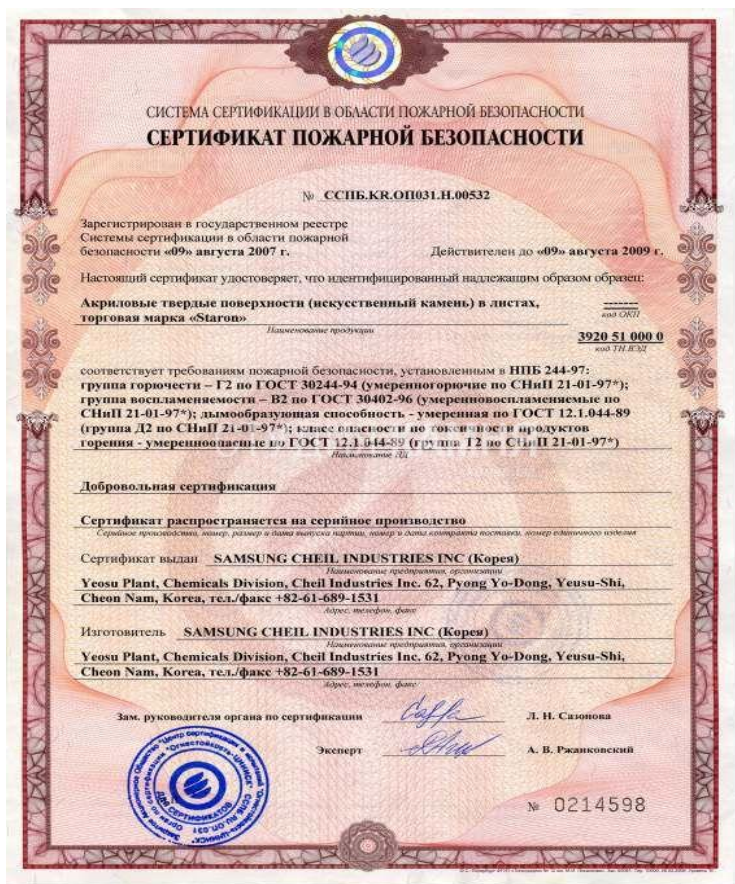 СИСТЕМА СЕРТИФИКАЦИИ В ОБЛАСТИ ПОЖАРНОЙ БЕЗОПАСНОСТИ
СЕРТИФИКАТ ПОЖАРНОЙ БЕЗОПАСНОСТИ
№ ССПБ.KR.ОП031.Н.00532
Зарегистрирован в государственном реестре
Системы сертификации в области пожарной
безопасности «09» августа 2007 г. Действителен до «09» августа 2009 г.
Настоящий сертификат удостоверяет, что идентифицированный надлежащим образом образец:
Акриловые твердые поверхности (искусственный камень) в листах, -------
торговая марка «Staron» код ОКП
Наименование продукции
3920 51 000 0
код ТН ВЭД
соответствует требованиям пожарной безопасности, установленным в НПБ 244-97:
группа горючести – Г2 по ГОСТ 30244-94 (умеренногорючие по СНиП 21-01-97*);
группа воспламеняемости – В2 по ГОСТ 30402-96 (умеренновоспламеняемые по
СНиП 21-01-97*); дымообразующая способность - умеренная по ГОСТ 12.1.044-89
(группа Д2 по СНиП 21-01-97*); класс опасности по токсичности продуктов
горения - умеренноопасные по ГОСТ 12.1.044-89 (группа Т2 по СНиП 21-01-97*)
Наименование НД
Добровольная сертификация
Сертификат распространяется на серийное производство
Серийное производство, номер, размер и дата выпуска партии, номер и дата контракта поставки, номер единичного изделия
Сертификат выдан SAMSUNG CHEIL INDUSTRIES INC (Корея)
Наименование предприятия, организации
Yeosu Plant, Chemicals Division, Cheil Industries Inc. 62, Pyong Yo-Dong, Yeusu-Shi,
Cheon Nam, Korea, тел./факс +82-61-689-1531
Адрес, телефон, факс
Изготовитель SAMSUNG CHEIL INDUSTRIES INC (Корея)
Наименование предприятия, организации
Yeosu Plant, Chemicals Division, Cheil Industries Inc. 62, Pyong Yo-Dong, Yeusu-Shi,
Cheon Nam, Korea, тел./факс +82-61-689-1531
Адрес, телефон, факс
Зам. руководителя органа по сертификации Л. Н. Сазонова
Эксперт А. В. Ржанковский
ДЛЯ СЕРТИФИКАТОВ
№ 0214598